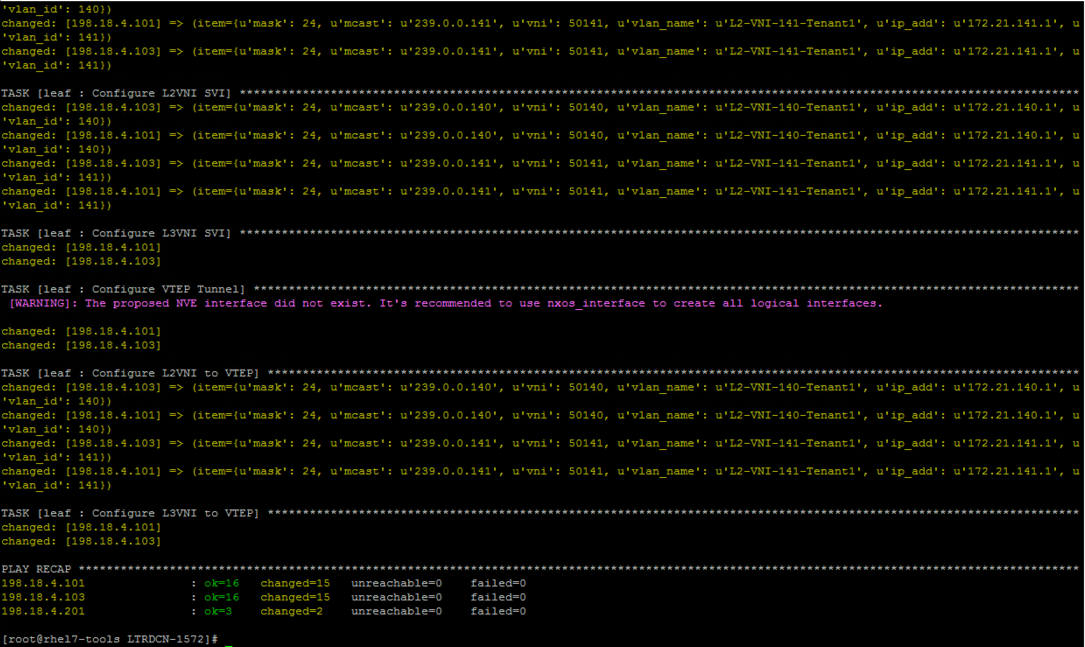 'vlan_id': 140})
changed: [198.18.4.101] => (item={u'mask': 24, u'mcast': u'239.0.0.141', u'vni': 50141, u'vlan_name': u'L2-VNI-141-Tenant1', u'ip_add': u'172.21.141.1', u
'vlan_id': 141})
changed: [198.18.4.103] => (item={u'mask': 24, u'mcast': u'239.0.0.141', u'vni': 50141, u'vlan_name': u'L2-VNI-141-Tenant1', u'ip_add': u'172.21.141.1', u
'vlan_id': 141})
TASK [leaf : Configure L2VNI SVI] ************************************************************************************************************************
changed: [198.18.4.103] => (item={u'mask': 24, u'mcast': u'239.0.0.140', u'vni': 50140, u'vlan_name': u'L2-VNI-140-Tenant1', u'ip_add': u'172.21.140.1', u
'vlan_id': 140})
changed: [198.18.4.101] => (item={u'mask': 24, u'mcast': u'239.0.0.140', u'vni': 50140, u'vlan_name': u'L2-VNI-140-Tenant1', u'ip_add': u'172.21.140.1', u
'vlan_id': 140})
changed: [198.18.4.103] => (item={u'mask': 24, u'mcast': u'239.0.0.141', u'vni': 50141, u'vlan_name': u'L2-VNI-141-Tenant1', u'ip_add': u'172.21.141.1', u
'vlan_id': 141})
changed: [198.18.4.101] => (item={u'mask': 24, u'mcast': u'239.0.0.141', u'vni': 50141, u'vlan_name': u'L2-VNI-141-Tenant1', u'ip_add': u'172.21.141.1', u
'vlan_id': 141})
TASK [leaf : Configure L3VNI SVI] ************************************************************************************************************************
changed: [198.18.4.101]
changed: [198.18.4.103]
TASK [leaf : Configure VTEP Tunnel] **********************************************************************************************************************
[WARNING]: The proposed NVE interface did not exist. It's recommended to use nxos_interface to create all logical interfaces.
changed: [198.18.4.101]
changed: [198.18.4.103]
TASK [leaf : Configure L2VNI to VTEP] ********************************************************************************************************************
changed: [198.18.4.103] => (item={u'mask': 24, u'mcast': u'239.0.0.140', u'vni': 50140, u'vlan_name': u'L2-VNI-140-Tenant1', u'ip_add': u'172.21.140.1', u
'vlan_id': 140})
changed: [198.18.4.101] => (item={u'mask': 24, u'mcast': u'239.0.0.140', u'vni': 50140, u'vlan_name': u'L2-VNI-140-Tenant1', u'ip_add': u'172.21.140.1', u
'vlan_id': 140})
changed: [198.18.4.103] => (item={u'mask': 24, u'mcast': u'239.0.0.141', u'vni': 50141, u'vlan_name': u'L2-VNI-141-Tenant1', u'ip_add': u'172.21.141.1', u
'vlan_id': 141})
changed: [198.18.4.101] => (item={u'mask': 24, u'mcast': u'239.0.0.141', u'vni': 50141, u'vlan_name': u'L2-VNI-141-Tenant1', u'ip_add': u'172.21.141.1', u
'vlan_id': 141})
TASK [leaf : Configure L3VNI to VTEP] ********************************************************************************************************************
changed: [198.18.4.101]
changed: [198.18.4.103]
PLAY RECAP ***********************************************************************************************************************************************
198.18.4.101 : ok=16 changed=15 unreachable=0 failed=0
198.18.4.103 : ok=16 changed=15 unreachable=0 failed=0
198.18.4.201 : ok=3 changed=2 unreachable=0 failed=0
[root@rhel7-tools LTRDCN-1572]#